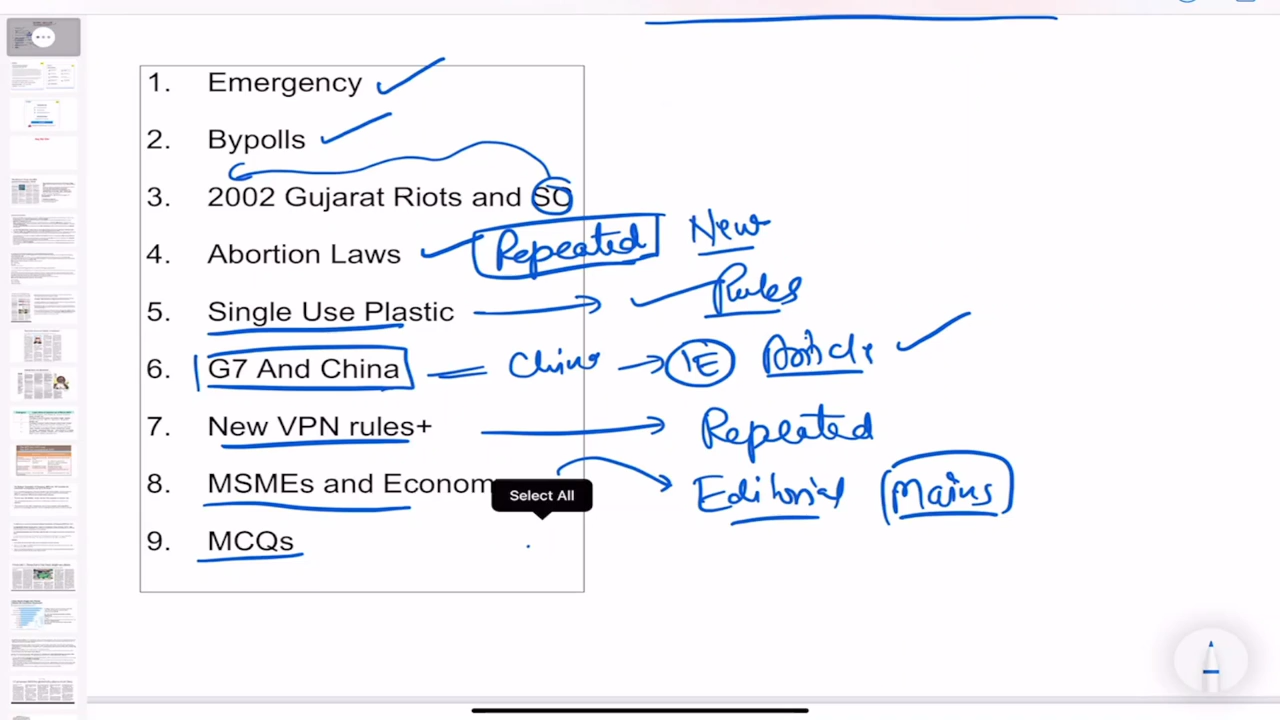 1. Emergency
2. Bypolls
3. 2002 Gujarat Riots and SC
4. Abortion Laws Repeated New
5. Single Use Plastic Rules
6. G7 And China China IE Article
7. New VPN rules+ Repeated
8. MSMEs and Econom Editorial Mains
Select All
9. MCQs